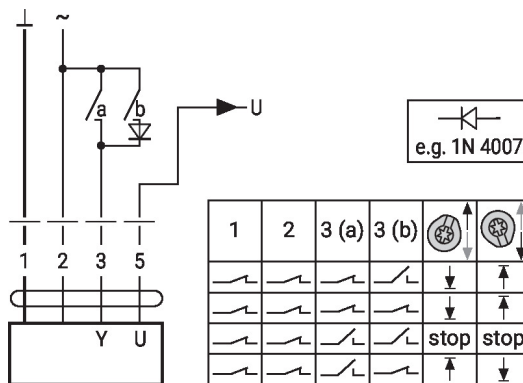 ⊥ ~
a b
U
e.g. 1N 4007
1 2 3 5
Y U
1 2 3 (a) 3 (b)
stop stop